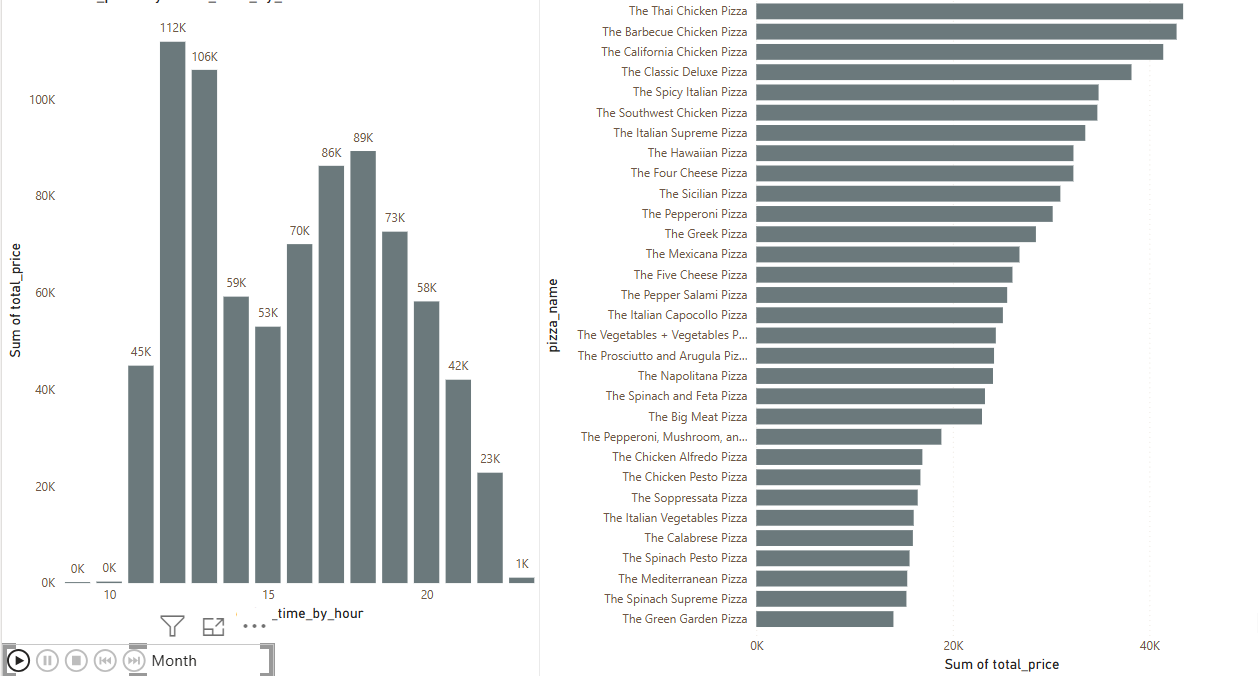 112K
106K
100K
89K
86K
80K
73K
70K
60K
59K
58K
53K
45K
42K
40K
23K
20K
1K
0K
0K
0K
10
15
20
Sum of total_price
_time_by_hour
Month
The Thai Chicken Pizza
The Barbecue Chicken Pizza
The California Chicken Pizza
The Classic Deluxe Pizza
The Spicy Italian Pizza
The Southwest Chicken Pizza
The Italian Supreme Pizza
The Hawaiian Pizza
The Four Cheese Pizza
The Sicilian Pizza
The Pepperoni Pizza
The Greek Pizza
The Mexicana Pizza
The Five Cheese Pizza
The Pepper Salami Pizza
The Italian Capocollo Pizza
The Vegetables + Vegetables P...
The Prosciutto and Arugula Piz...
The Napolitana Pizza
The Spinach and Feta Pizza
The Big Meat Pizza
The Pepperoni, Mushroom, an...
The Chicken Alfredo Pizza
The Chicken Pesto Pizza
The Soppressata Pizza
The Italian Vegetables Pizza
The Calabrese Pizza
The Spinach Pesto Pizza
The Mediterranean Pizza
The Spinach Supreme Pizza
The Green Garden Pizza
pizza_name
0K
20K
40K
Sum of total_price